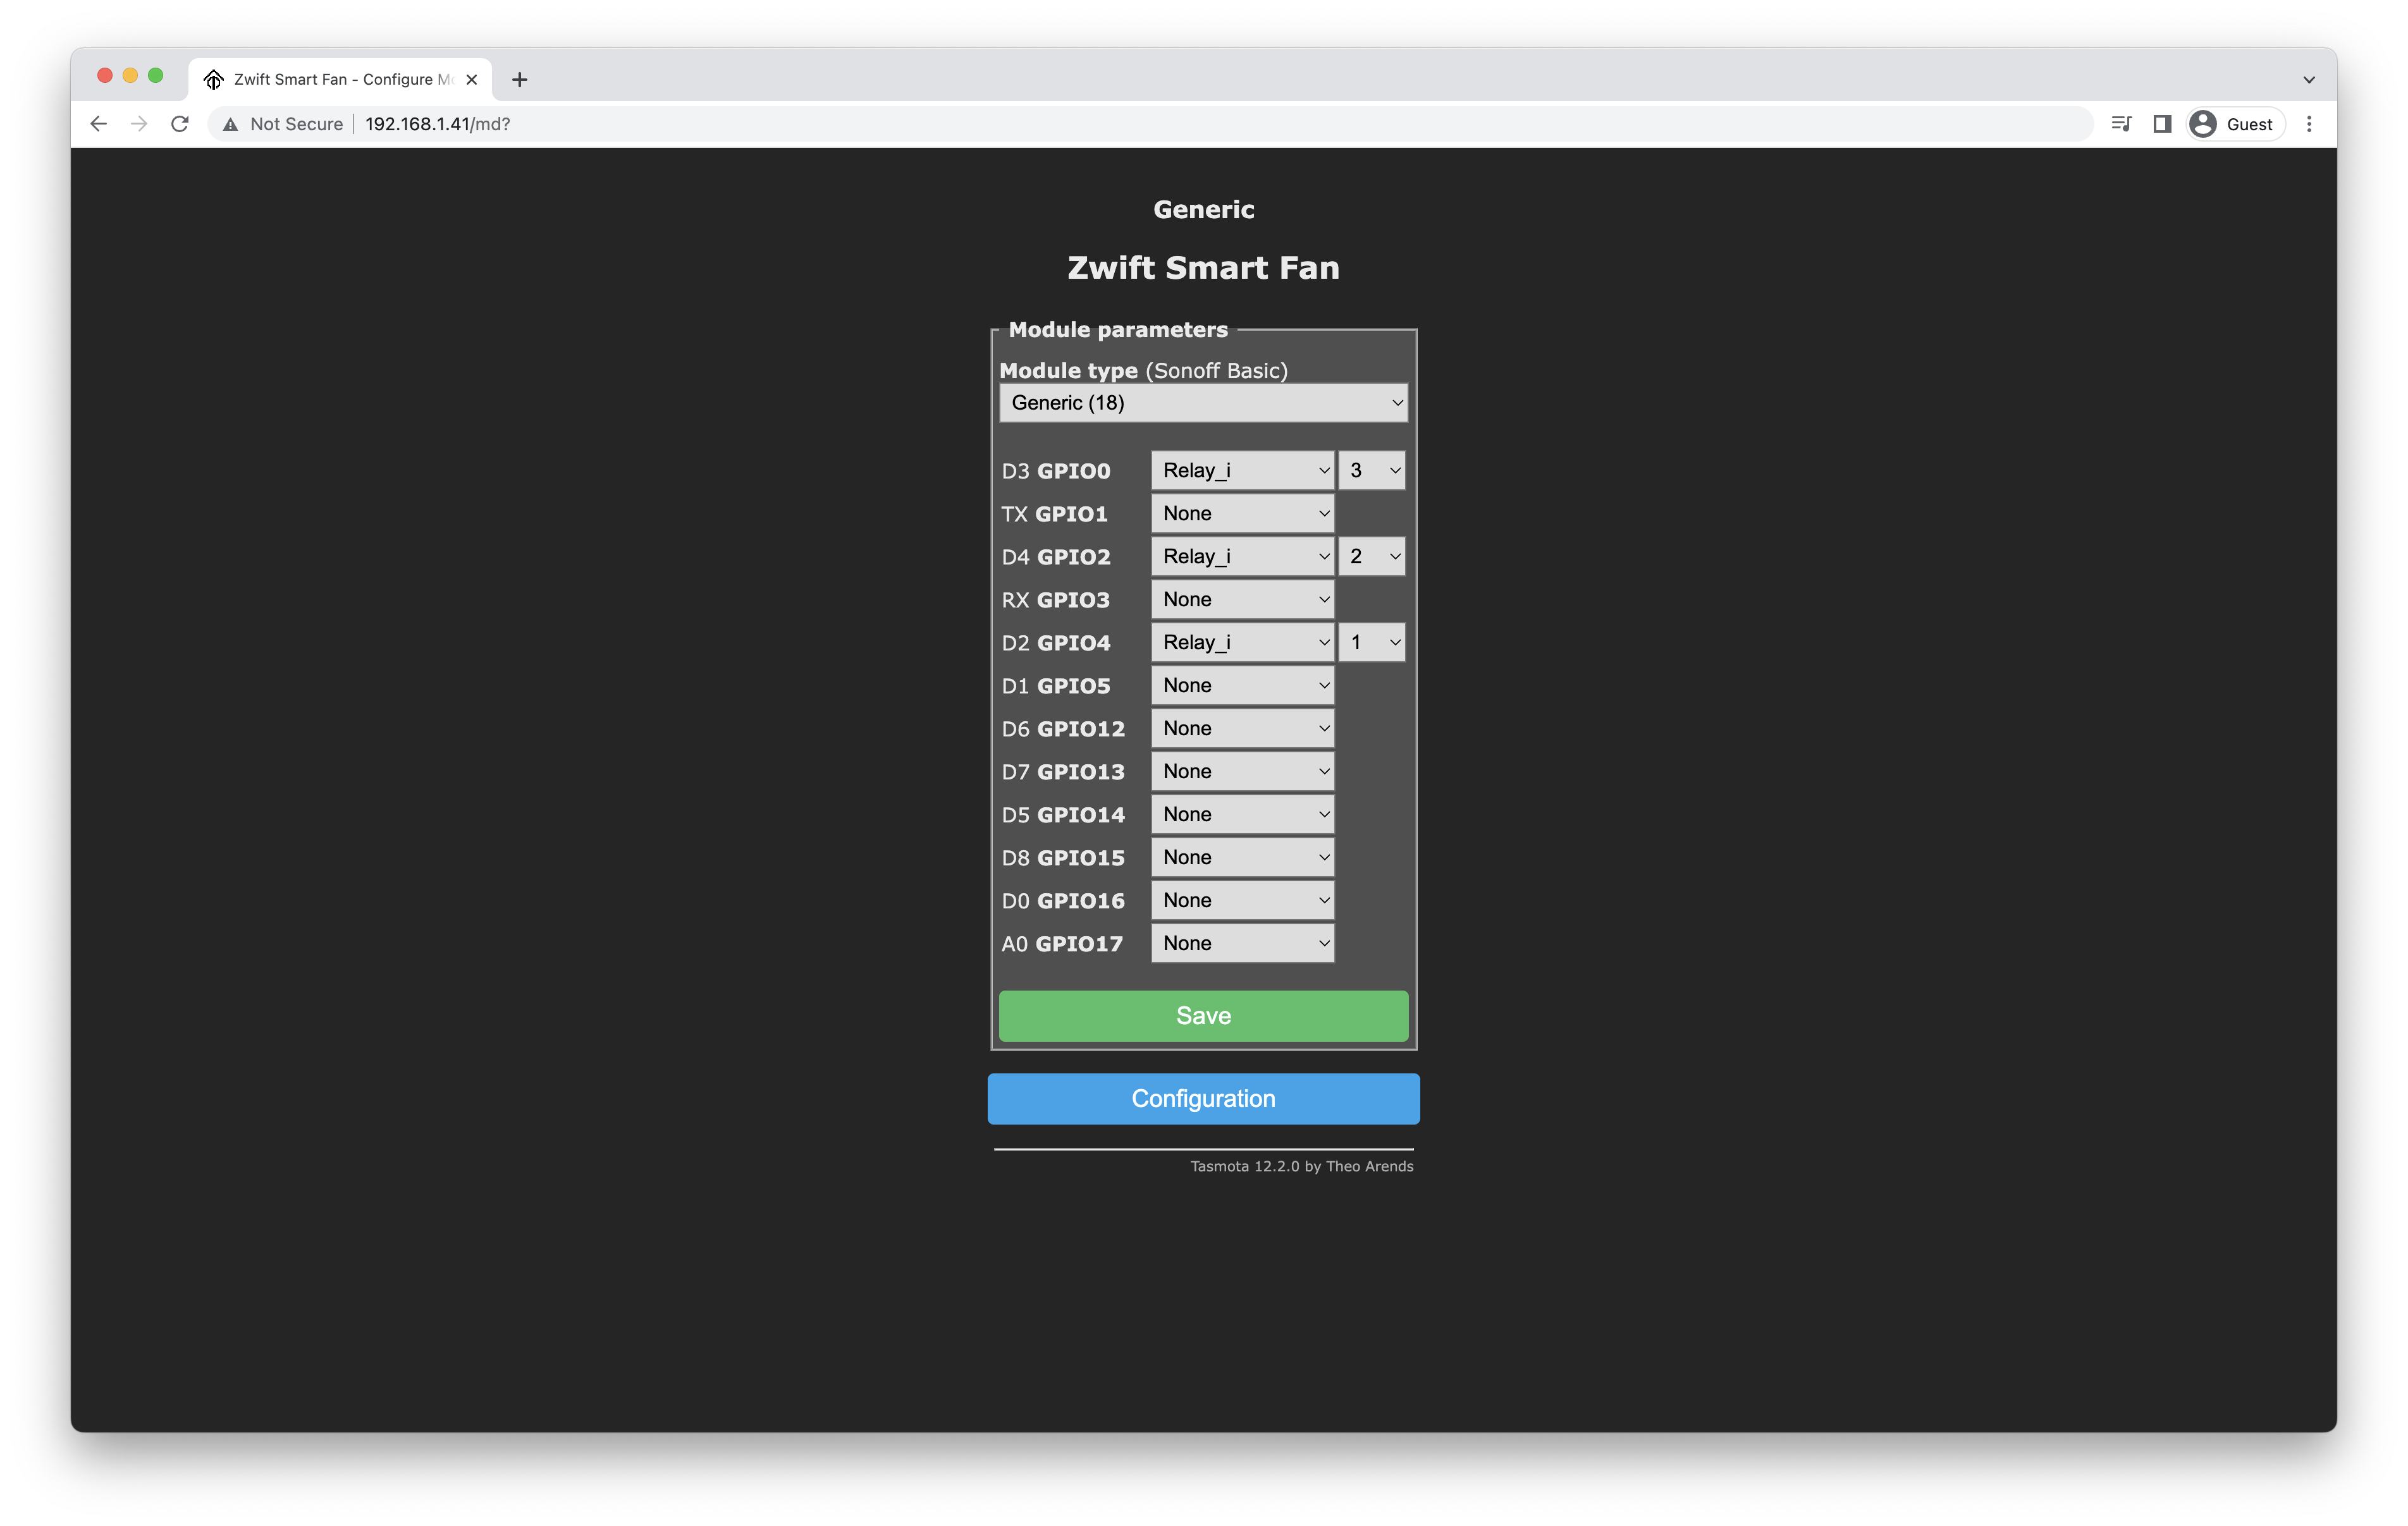 Zwift Smart Fan - Configure M
Not Secure 192.168.1.41/md?
Guest
Generic
Zwift Smart Fan
Module parameters
Module type (Sonoff Basic)
Generic (18)
D3 GPIO0 Relay_i 3
TX GPIO1 None
D4 GPIO2 Relay_i 2
RX GPIO3 None
D2 GPIO4 Relay_i 1
D1 GPIO5 None
D6 GPIO12 None
D7 GPIO13 None
D5 GPIO14 None
D8 GPIO15 None
D0 GPIO16 None
A0 GPIO17 None
Save
Configuration
Tasmota 12.2.0 by Theo Arends